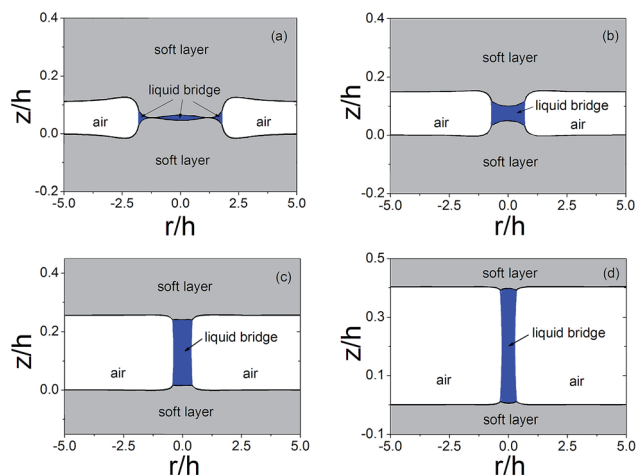 (a)
soft layer
liquid bridge
air
air
soft layer
z/h
0.4
0.2
0.0
-0.2
-5.0
-2.5
0.0
2.5
5.0
r/h
(b)
soft layer
liquid bridge
air
air
soft layer
z/h
0.4
0.2
0.0
-0.2
-5.0
-2.5
0.0
2.5
5.0
r/h
(c)
soft layer
liquid bridge
air
air
soft layer
z/h
0.4
0.2
0.0
-5.0
-2.5
0.0
2.5
5.0
r/h
(d)
soft layer
liquid bridge
air
air
soft layer
z/h
0.5
0.3
0.1
-0.1
-5.0
-2.5
0.0
2.5
5.0
r/h